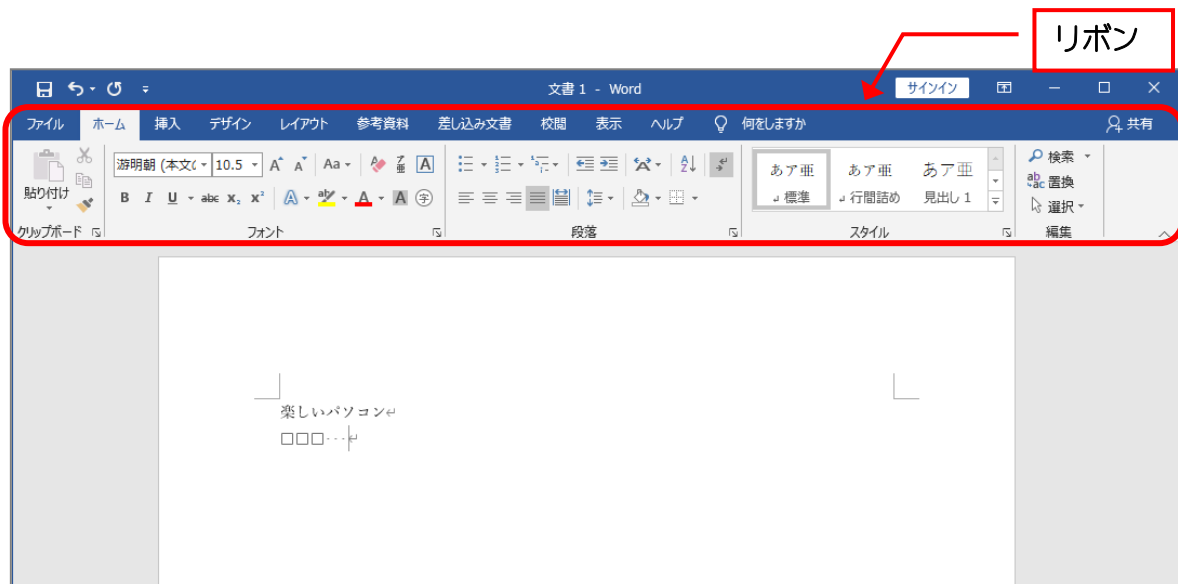 リボン
文書 1 - Word
サインイン
ファイル ホーム 挿入 デザイン レイアウト 参考資料 差し込み文書 校閲 表示 ヘルプ 何をしますか 共有
貼り付け
游明朝 (本文( 10.5 A A Aa ア亜 A
B I U abc x₂ x² A aby A A 字
A Z
あア亜 あア亜 あア亜
↲ 標準 ↲ 行間詰め 見出し 1
検索
abc 置換
選択
クリップボード フォント 段落 スタイル 編集
楽しいパソコン↵
□□□···↵